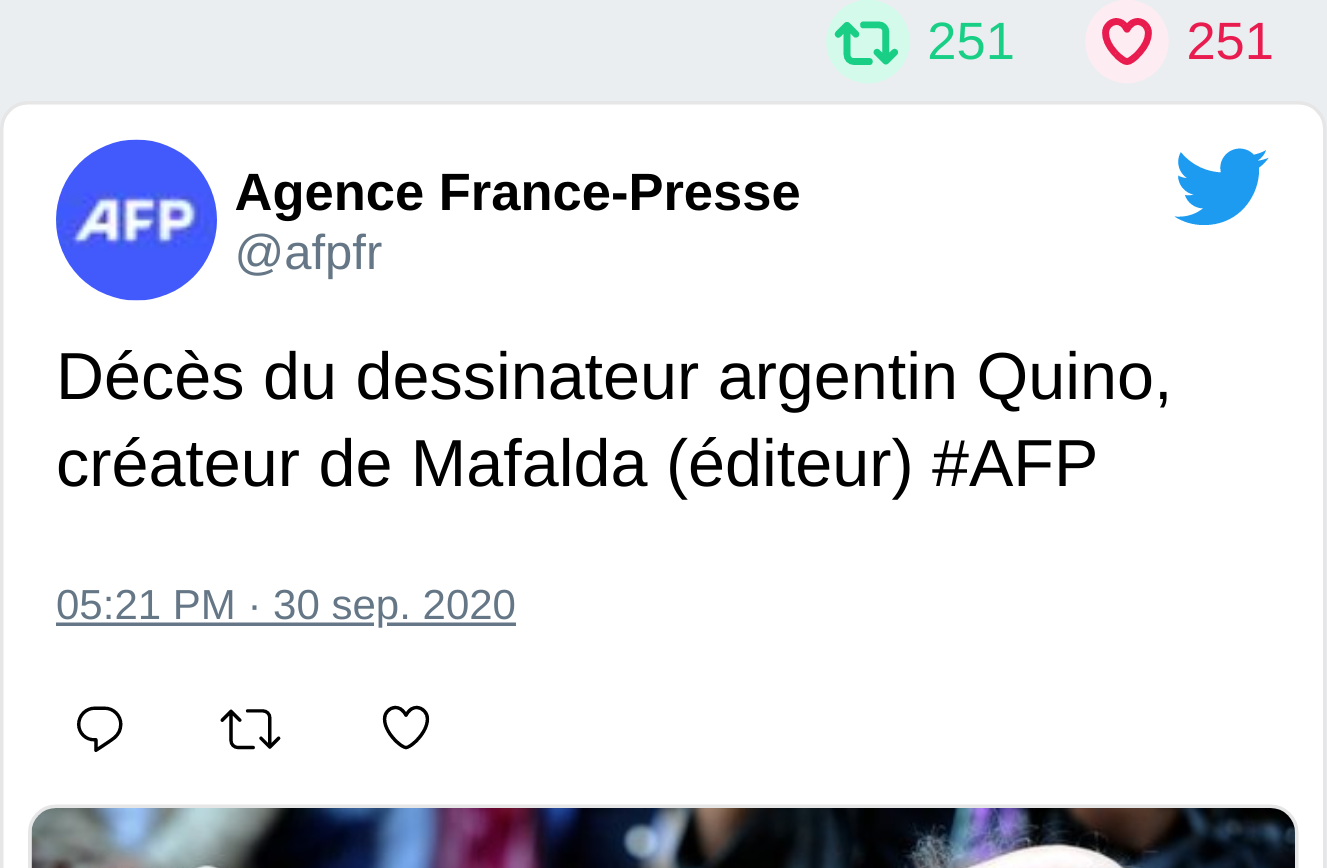 251 251
AFP
Agence France-Presse
@afpfr
Décès du dessinateur argentin Quino,
créateur de Mafalda (éditeur) #AFP
05:21 PM · 30 sep. 2020